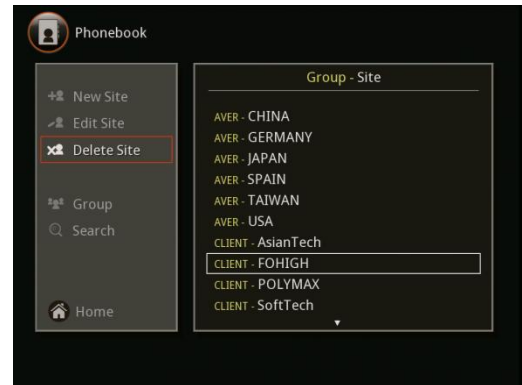 Phonebook
New Site
Edit Site
Delete Site
Group
Search
Home
Group - Site
AVER - CHINA
AVER - GERMANY
AVER - JAPAN
AVER - SPAIN
AVER - TAIWAN
AVER - USA
CLIENT - AsianTech
CLIENT - FOHIGH
CLIENT - POLYMAX
CLIENT - SoftTech